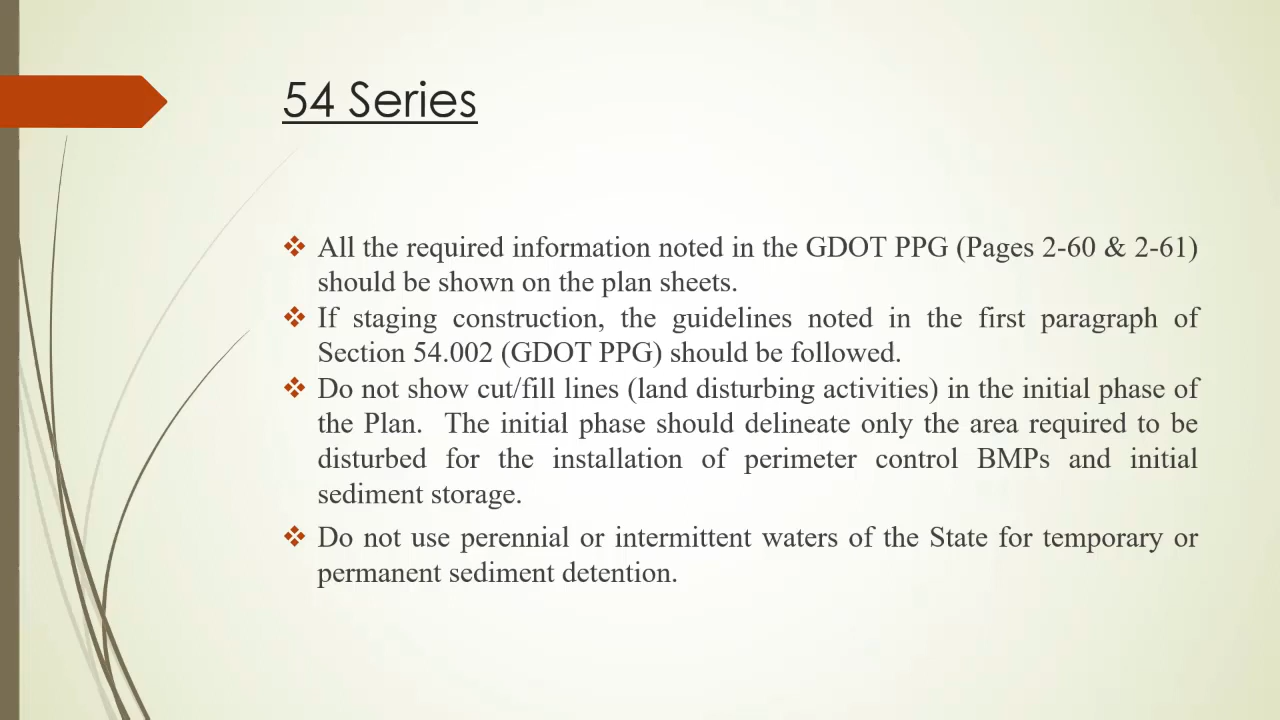 54 Series
All the required information noted in the GDOT PPG (Pages 2-60 & 2-61)
should be shown on the plan sheets.
If staging construction, the guidelines noted in the first paragraph of
Section 54.002 (GDOT PPG) should be followed.
Do not show cut/fill lines (land disturbing activities) in the initial phase of
the Plan.  The initial phase should delineate only the area required to be
disturbed for the installation of perimeter control BMPs and initial
sediment storage.
Do not use perennial or intermittent waters of the State for temporary or
permanent sediment detention.